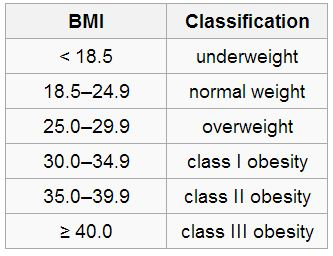 BMI Classification
< 18.5 underweight
18.5–24.9 normal weight
25.0–29.9 overweight
30.0–34.9 class I obesity
35.0–39.9 class II obesity
≥ 40.0 class III obesity